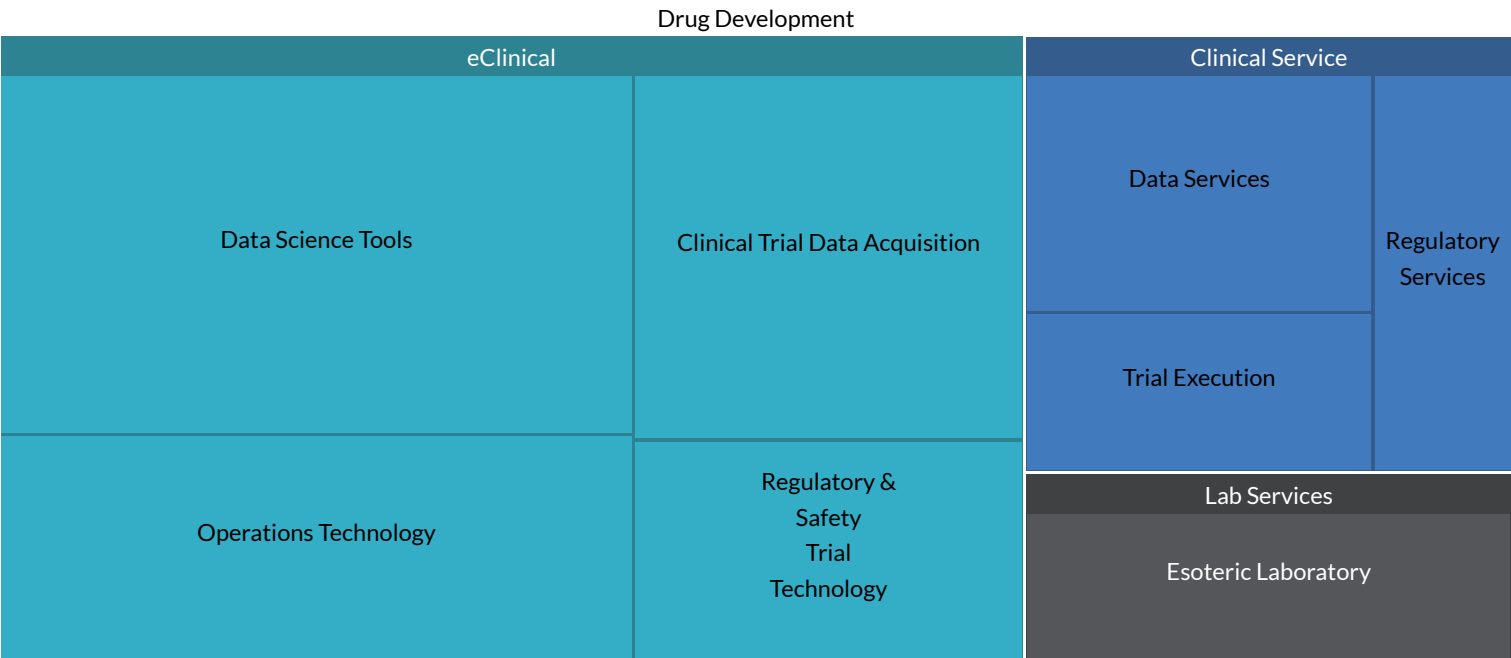 Drug Development
eClinical
Data Science Tools
Clinical Trial Data Acquisition
Operations Technology
Regulatory &
Safety
Trial
Technology
Clinical Service
Data Services
Regulatory
Services
Trial Execution
Lab Services
Esoteric Laboratory